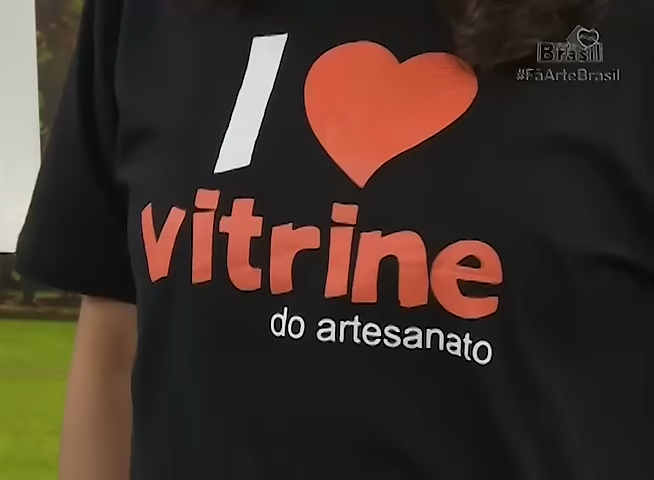 Brasil
#FãArteBrasil
I
vitrine
do artesanato